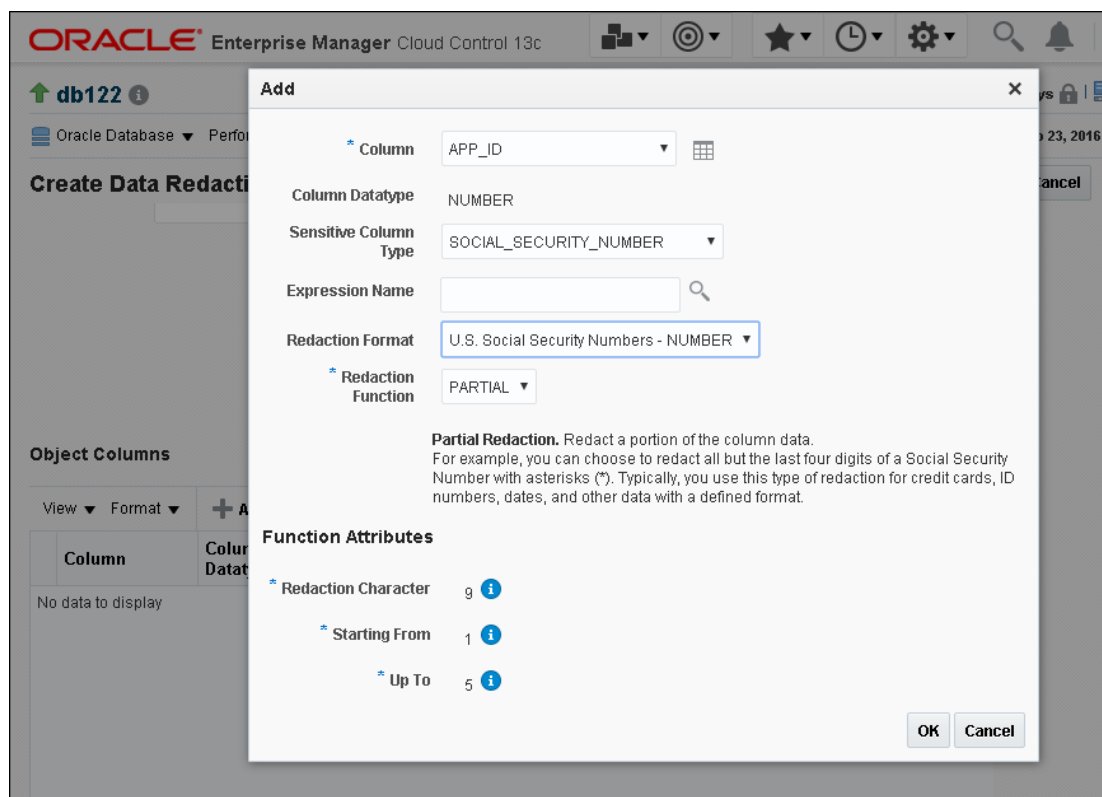 ORACLE Enterprise Manager Cloud Control 13c
db122
Oracle Database
23, 2016
Create Data
Cancel
Add
* Column APP_ID
Column Datatype NUMBER
Sensitive Column Type SOCIAL_SECURITY_NUMBER
Expression Name
Redaction Format U.S. Social Security Numbers - NUMBER
* Redaction Function PARTIAL
Partial Redaction. Redact a portion of the column data.
For example, you can choose to redact all but the last four digits of a Social Security
Number with asterisks (*). Typically, you use this type of redaction for credit cards, ID
numbers, dates, and other data with a defined format.
Object Columns
View Format
Column
No data to display
Function Attributes
* Redaction Character 9
* Starting From 1
* Up To 5
OK Cancel